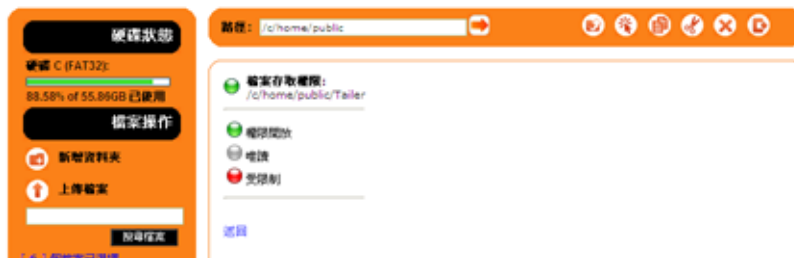 硬碟狀態
硬碟 C (FAT32):
88.58% of 55.86GB 已使用
檔案操作
新增資料夾
上傳檔案
搜尋檔案
路徑: /c/home/public
檔案存取權限:
/c/home/public/Tailer
權限開放
唯讀
受限制
返回